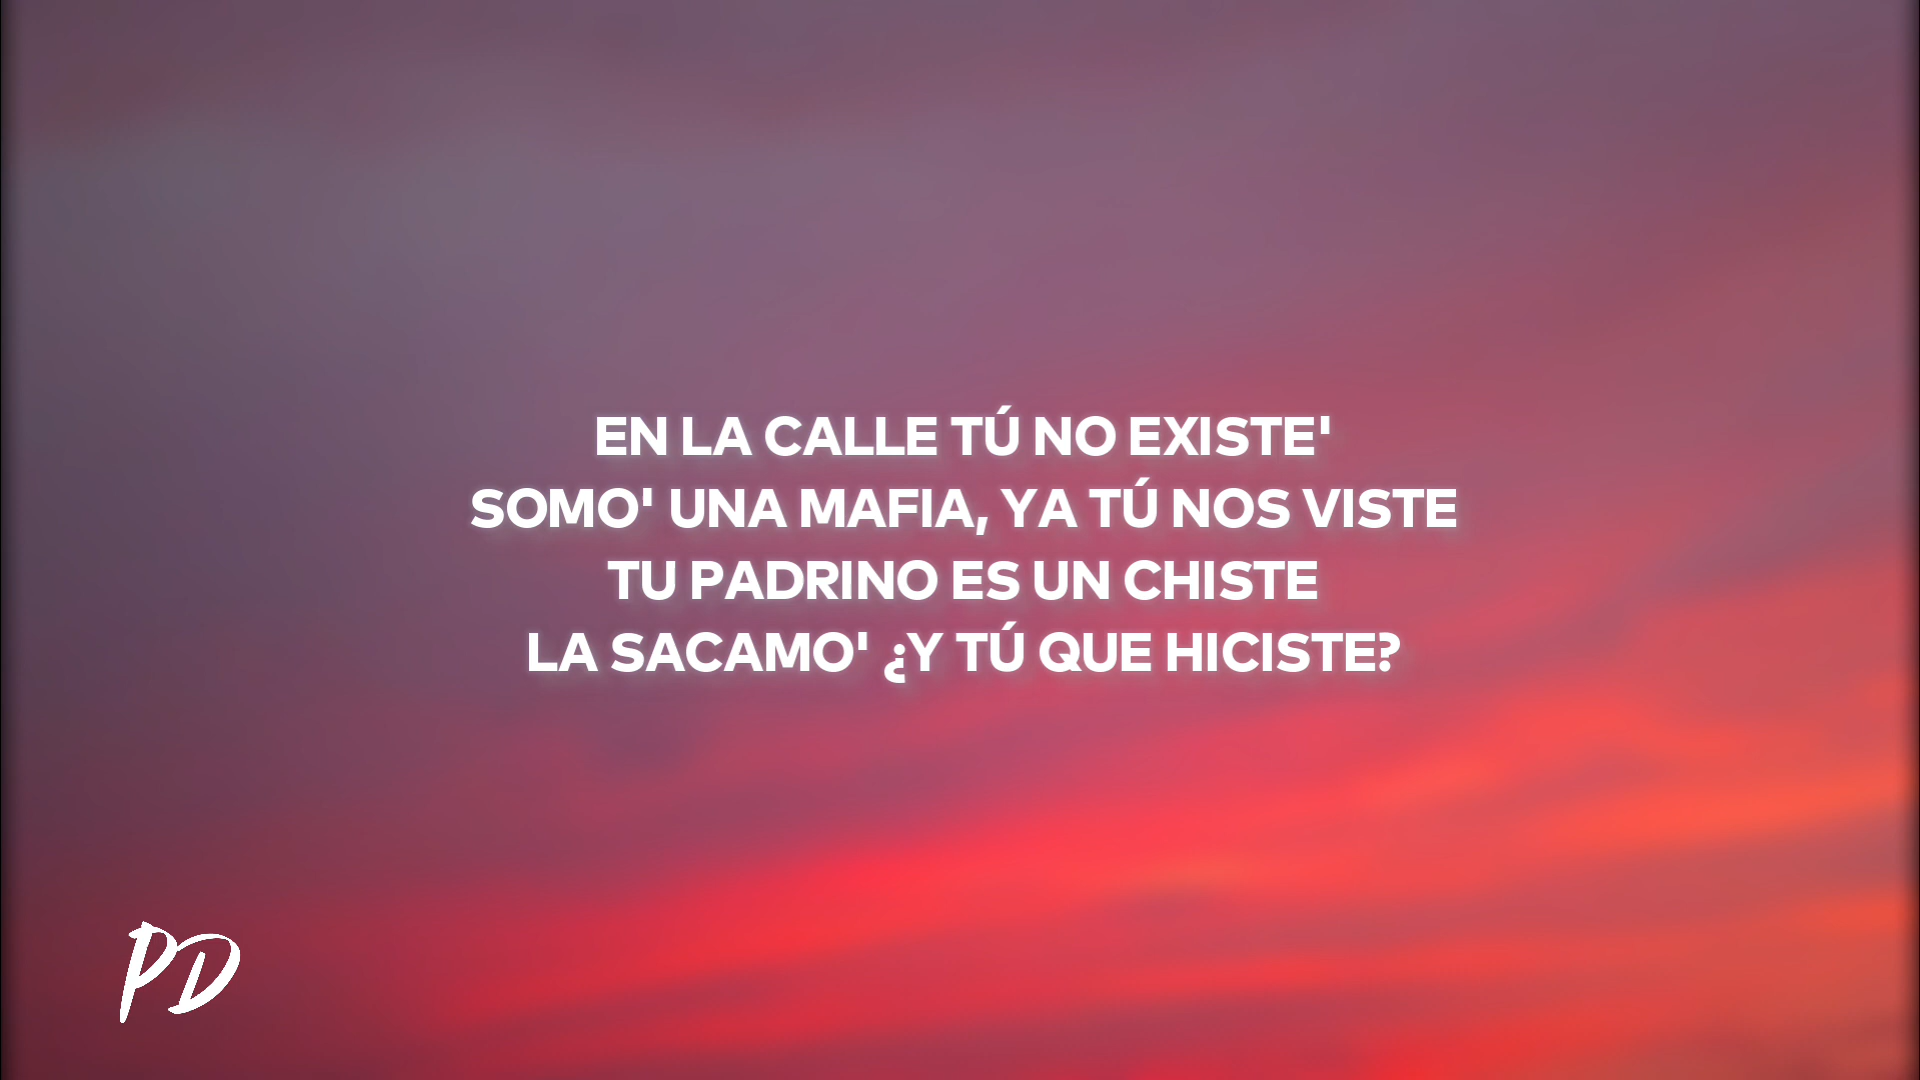 EN LA CALLE TÚ NO EXISTE'
SOMO' UNA MAFIA, YA TÚ NOS VISTE
TU PADRINO ES UN CHISTE
LA SACAMO' ¿Y TÚ QUE HICISTE?
PD